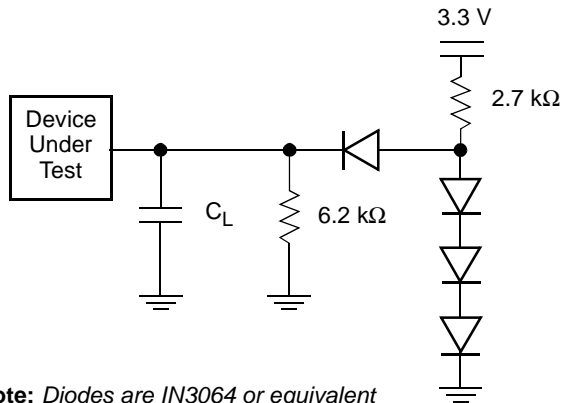 3.3 V
2.7 kΩ
Device
Under
Test
C_L
6.2 kΩ
ote: Diodes are IN3064 or equivalent